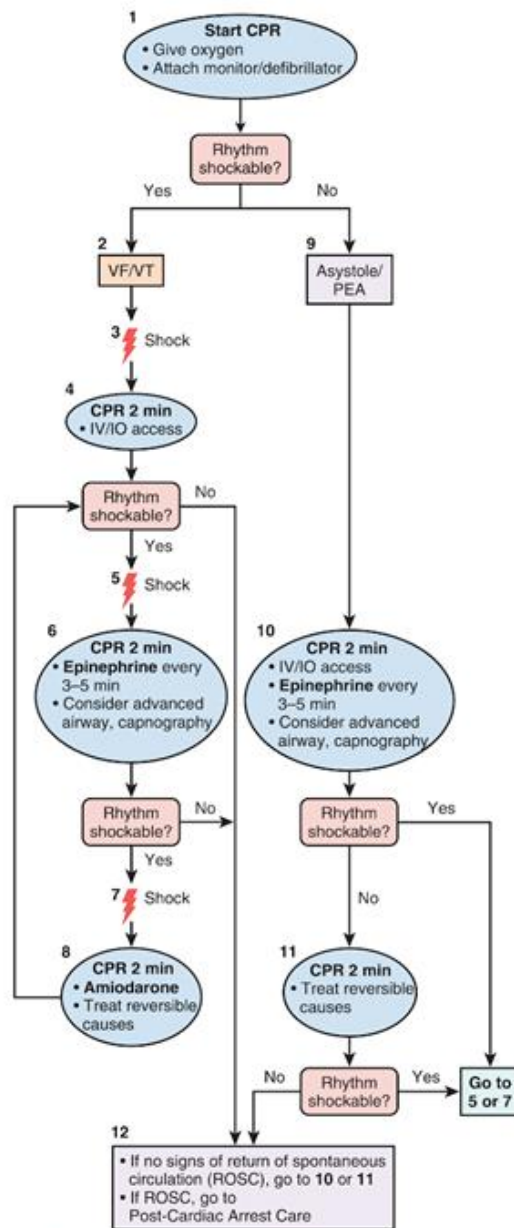 1
Start CPR
• Give oxygen
• Attach monitor/defibrillator
Rhythm
shockable?
Yes
No
2
VF/VT
9
Asystole/
PEA
3
Shock
4
CPR 2 min
• IV/IO access
Rhythm
shockable?
No
Yes
5
Shock
6
CPR 2 min
• Epinephrine every
3–5 min
• Consider advanced
airway, capnography
10
CPR 2 min
• IV/IO access
• Epinephrine every
3–5 min
• Consider advanced
airway, capnography
Rhythm
shockable?
No
Yes
Rhythm
shockable?
Yes
No
7
Shock
8
CPR 2 min
• Amiodarone
• Treat reversible
causes
11
CPR 2 min
• Treat reversible
causes
No
Rhythm
shockable?
Yes
Go to
5 or 7
12
• If no signs of return of spontaneous
circulation (ROSC), go to 10 or 11
• If ROSC, go to
Post-Cardiac Arrest Care